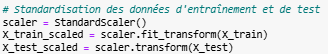 # Standardisation des données d'entraînement et de test
scaler = StandardScaler()
X_train_scaled = scaler.fit_transform(X_train)
X_test_scaled = scaler.transform(X_test)